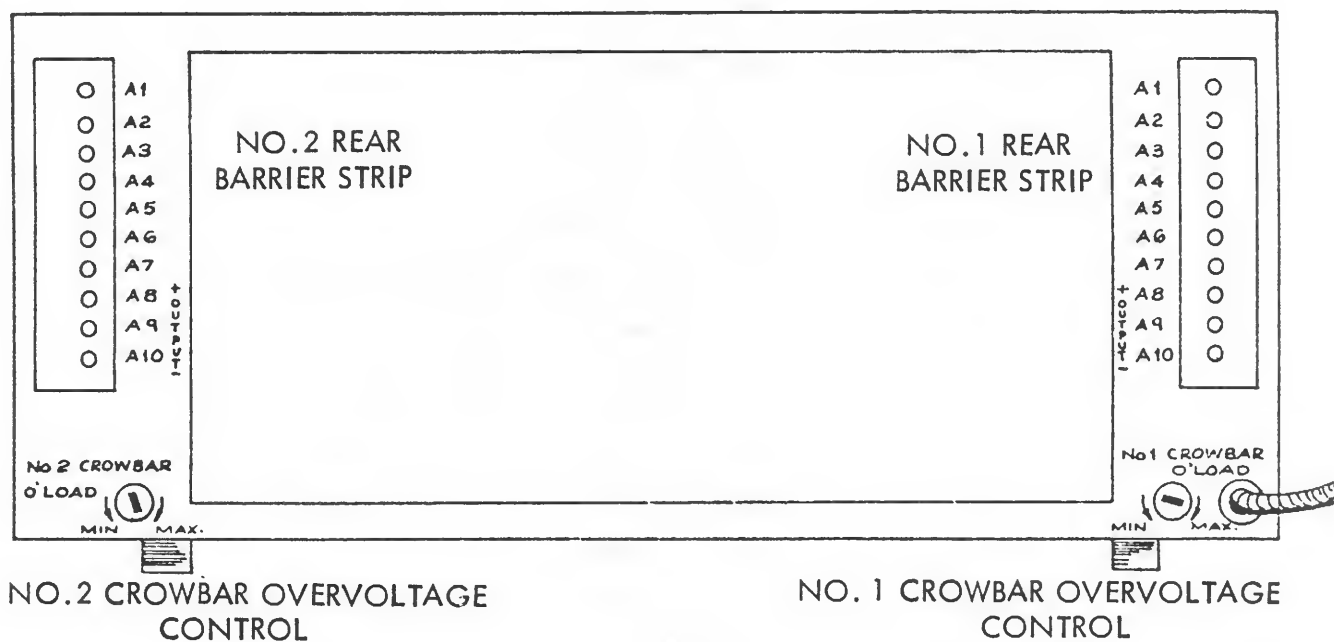 A1
A2
A3
A4
A5
A6
A7
A8
A9
A10
+ OUTPUT -
NO.2 REAR
BARRIER STRIP
NO.1 REAR
BARRIER STRIP
A1
A2
A3
A4
A5
A6
A7
A8
A9
A10
+ OUTPUT -
No 2 CROWBAR
O'LOAD
MIN MAX.
No 1 CROWBAR
O'LOAD
MIN MAX.
NO.2 CROWBAR OVERVOLTAGE
CONTROL
NO. 1 CROWBAR OVERVOLTAGE
CONTROL